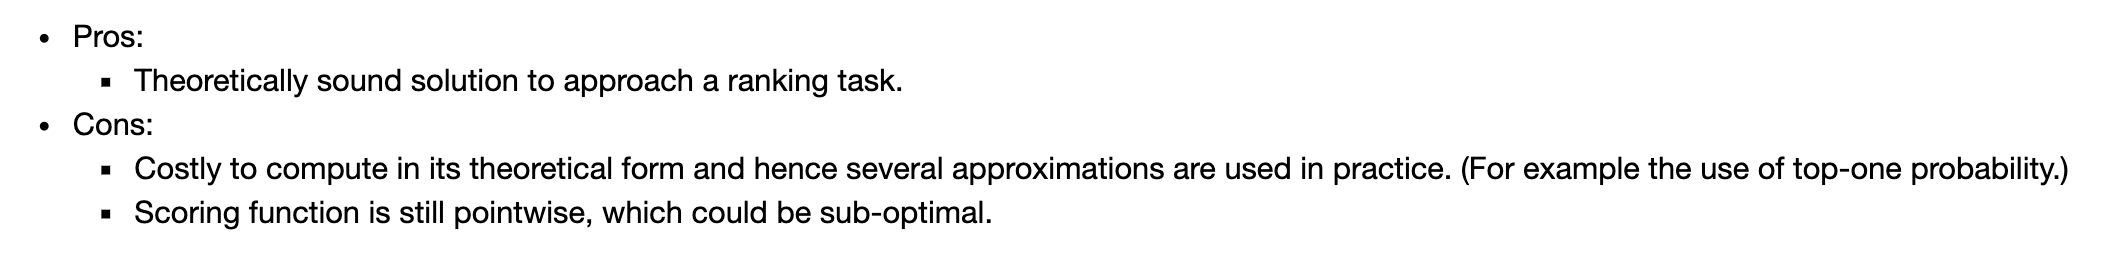 • Pros:
▪ Theoretically sound solution to approach a ranking task.
• Cons:
▪ Costly to compute in its theoretical form and hence several approximations are used in practice. (For example the use of top-one probability.)
▪ Scoring function is still pointwise, which could be sub-optimal.